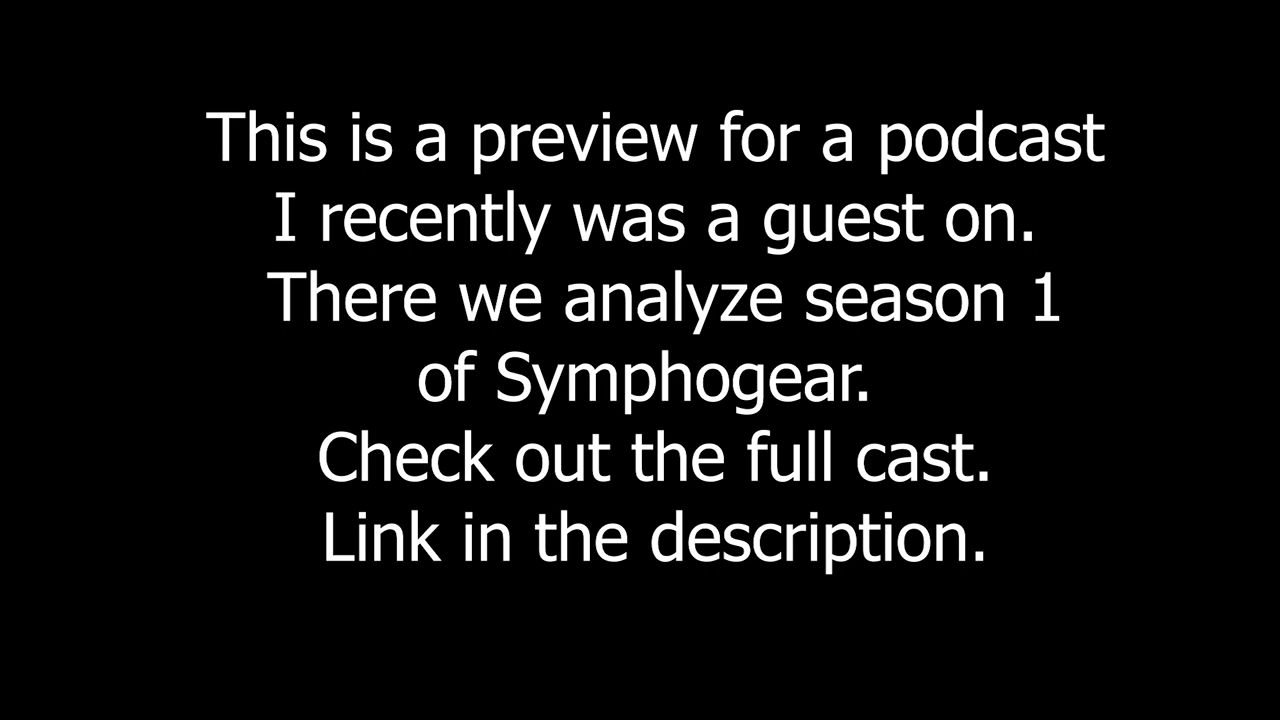 This is a preview for a podcast
I recently was a guest on.
There we analyze season 1
of Symphogear.
Check out the full cast.
Link in the description.